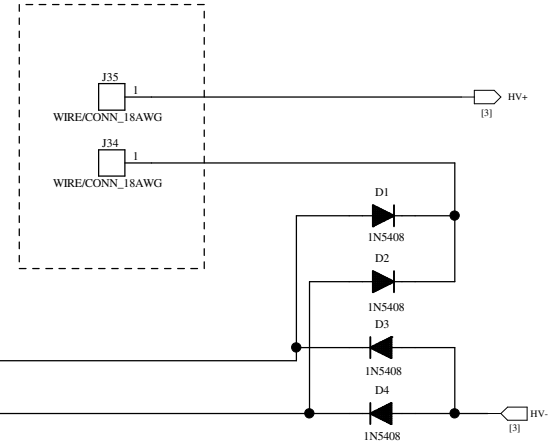 J35
1
WIRE/CONN_18AWG
HV+
[3]
J34
1
WIRE/CONN_18AWG
D1
1N5408
D2
1N5408
D3
1N5408
D4
1N5408
HV-
[3]